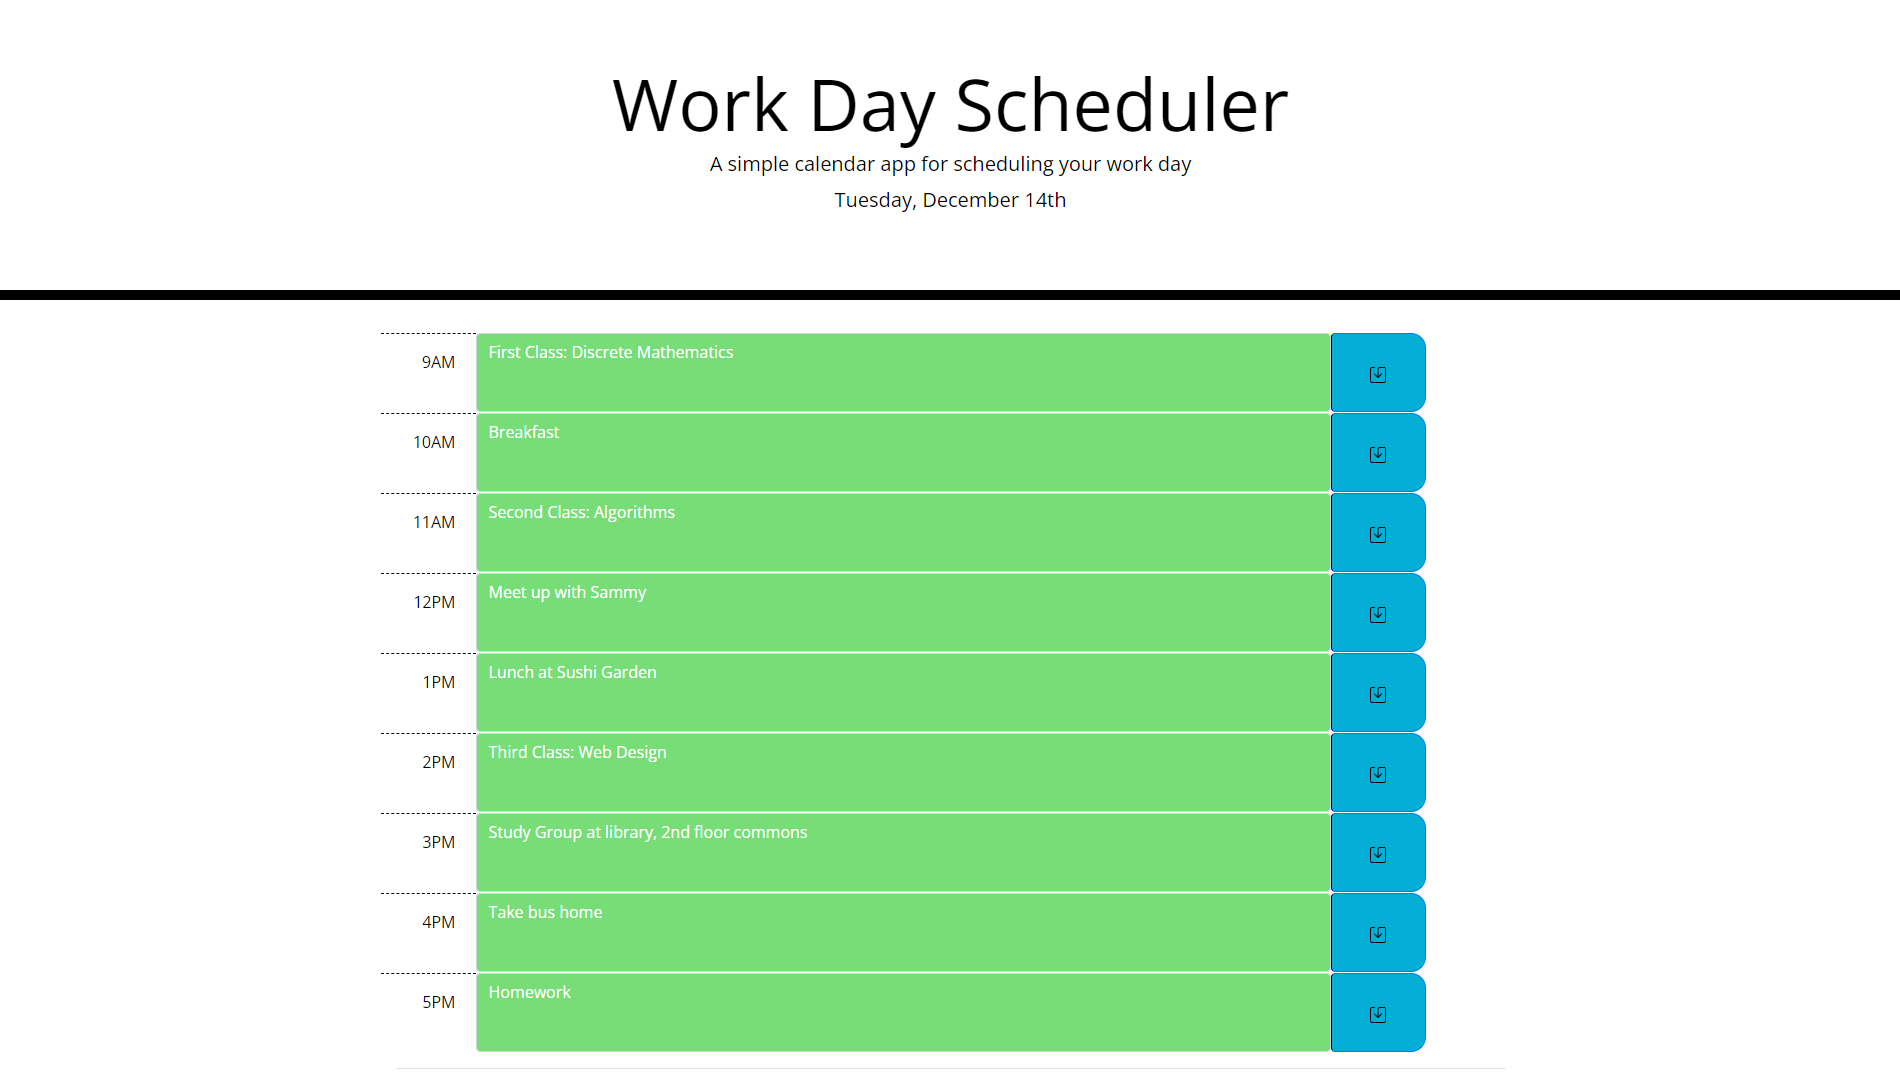 Work Day Scheduler
A simple calendar app for scheduling your work day
Tuesday, December 14th
9AM First Class: Discrete Mathematics
10AM Breakfast
11AM Second Class: Algorithms
12PM Meet up with Sammy
1PM Lunch at Sushi Garden
2PM Third Class: Web Design
3PM Study Group at library, 2nd floor commons
4PM Take bus home
5PM Homework